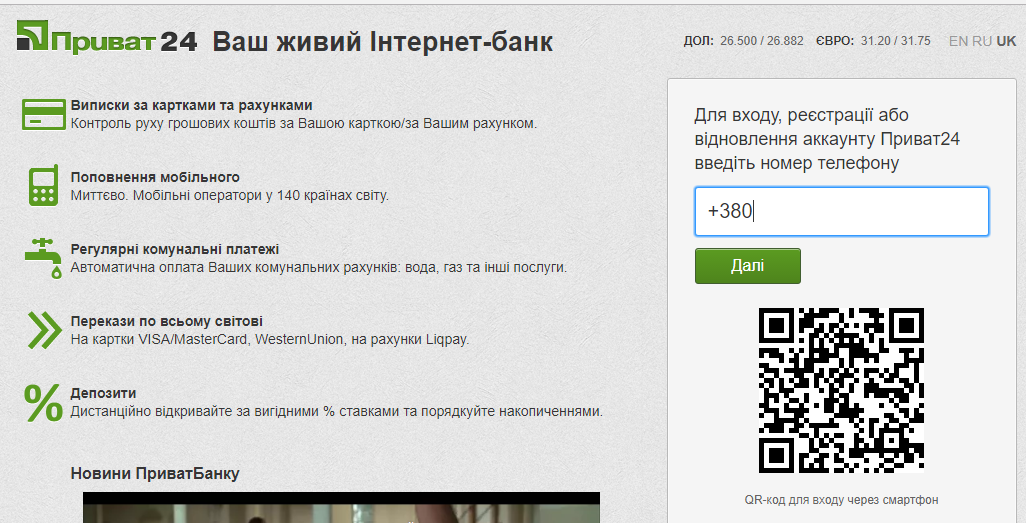 Приват 24 Ваш живий Інтернет-банк
ДОЛ: 26.500 / 26.882 ЄВРО: 31.20 / 31.75 EN RU UK
Виписки за картками та рахунками
Контроль руху грошових коштів за Вашою карткою/за Вашим рахунком.
Поповнення мобільного
Миттєво. Мобільні оператори у 140 країнах світу.
Регулярні комунальні платежі
Автоматична оплата Ваших комунальних рахунків: вода, газ та інші послуги.
Перекази по всьому світові
На картки VISA/MasterCard, WesternUnion, на рахунки Liqpay.
% Депозити
Дистанційно відкривайте за вигідними % ставками та порядкуйте накопиченнями.
Новини ПриватБанку
Для входу, реєстрації або
відновлення аккаунту Приват24
введіть номер телефону
+380
Далі
QR-код для входу через смартфон